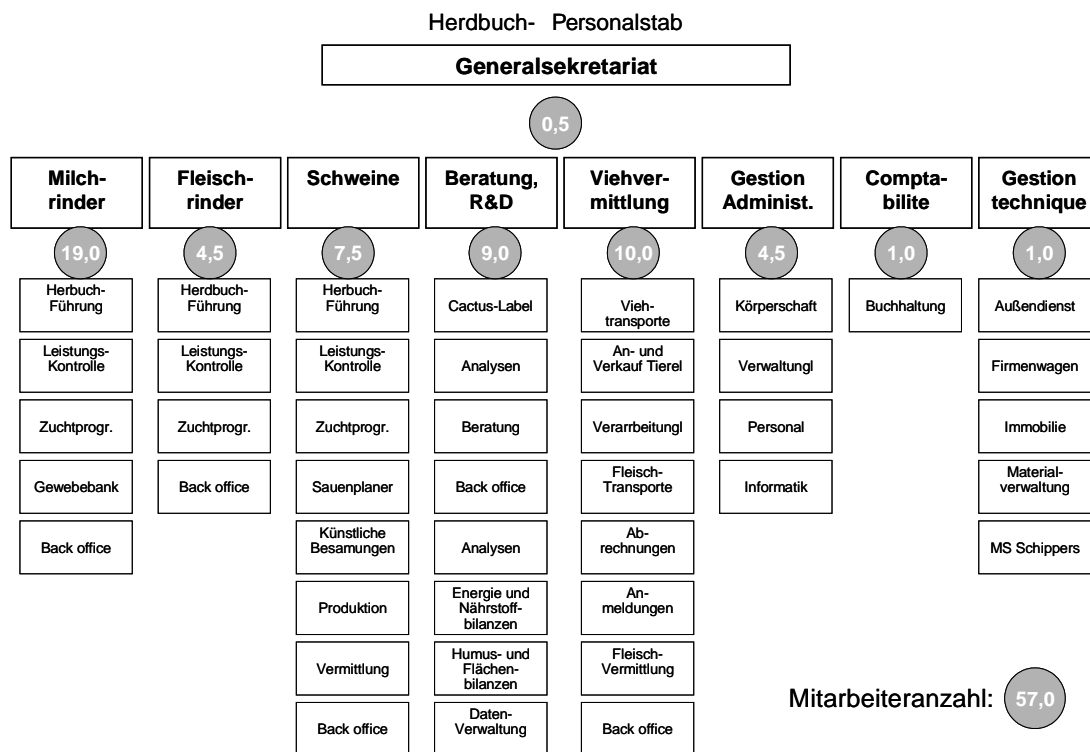 Herdbuch- Personalstab
Generalsekretariat
0,5
Milch-
rinder
19,0
Herbuch-
Führung
Leistungs-
Kontrolle
Zuchtprogr.
Gewebebank
Back office
Fleisch-
rinder
4,5
Herdbuch-
Führung
Leistungs-
Kontrolle
Zuchtprogr.
Back office
Schweine
7,5
Herbuch-
Führung
Leistungs-
Kontrolle
Zuchtprogr.
Sauenplaner
Künstliche
Besamungen
Produktion
Vermittlung
Back office
Beratung,
R&D
9,0
Cactus-Label
Analysen
Beratung
Back office
Analysen
Energie und
Nährstoff-
bilanzen
Humus- und
Flächen-
bilanzen
Daten-
Verwaltung
Viehver-
mittlung
10,0
Vieh-
transporte
An- und
Verkauf Tierel
Verarrbeitungl
Fleisch-
Transporte
Ab-
rechnungen
An-
meldungen
Fleisch-
Vermittlung
Back office
Gestion
Administ.
4,5
Körperschaft
Verwaltungl
Personal
Informatik
Compta-
bilite
1,0
Buchhaltung
Gestion
technique
1,0
Außendienst
Firmenwagen
Immobilie
Material-
verwaltung
MS Schippers
Mitarbeiteranzahl: 57,0